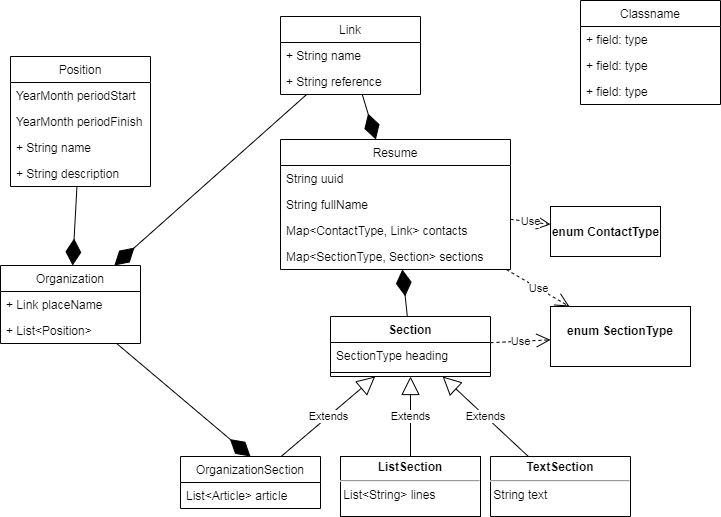 Link
+ String name
+ String reference
Classname
+ field: type
+ field: type
+ field: type
Position
YearMonth periodStart
YearMonth periodFinish
+ String name
+ String description
Resume
String uuid
String fullName
Map<ContactType, Link> contacts
Map<SectionType, Section> sections
Use
enum ContactType
Use
enum SectionType
Organization
+ Link placeName
+ List<Position>
Section
SectionType heading
Use
Extends
Extends
Extends
OrganizationSection
List<Article> article
ListSection
List<String> lines
TextSection
String text